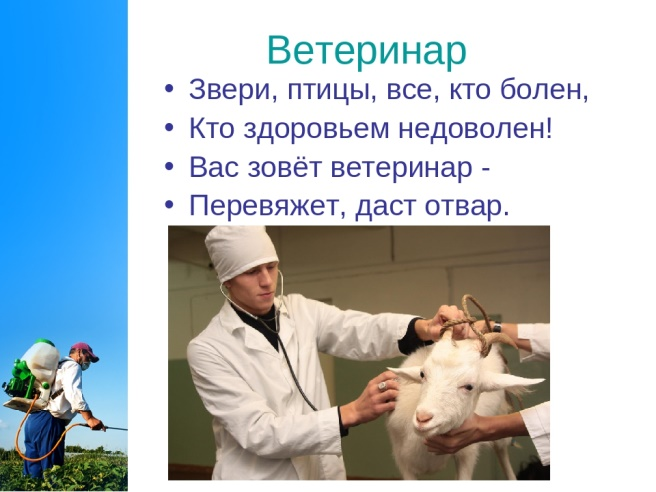 Ветеринар
• Звери, птицы, все, кто болен,
• Кто здоровьем недоволен!
• Вас зовёт ветеринар -
• Перевяжет, даст отвар.